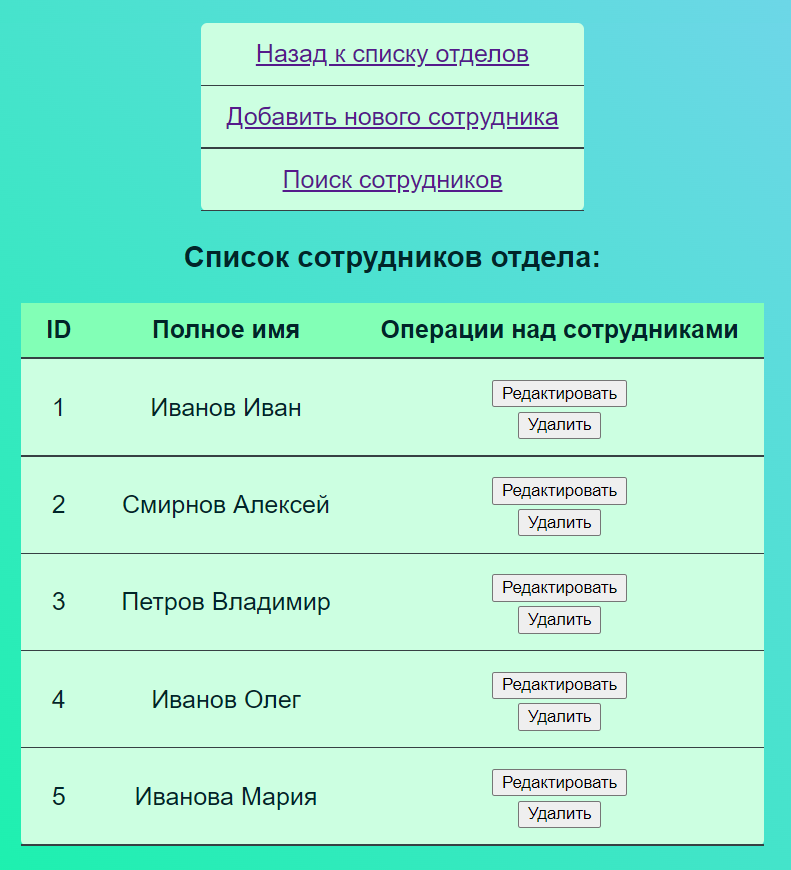 Назад к списку отделов
Добавить нового сотрудника
Поиск сотрудников
Список сотрудников отдела:
ID Полное имя Операции над сотрудниками
1 Иванов Иван Редактировать
Удалить
2 Смирнов Алексей Редактировать
Удалить
3 Петров Владимир Редактировать
Удалить
4 Иванов Олег Редактировать
Удалить
5 Иванова Мария Редактировать
Удалить